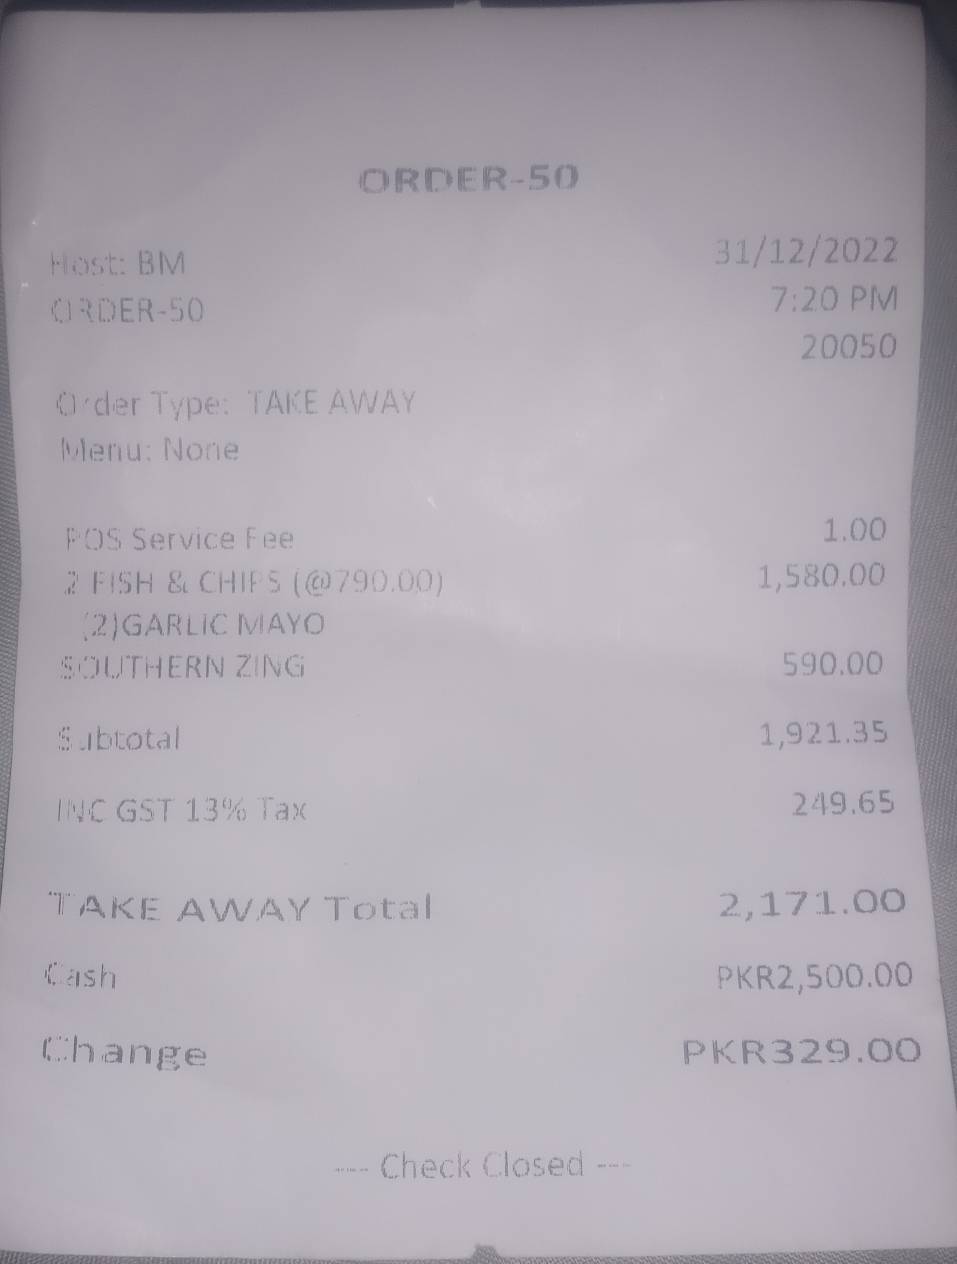 ORDER-50
Host: BM 31/12/2022
ORDER-50 7:20 PM
20050
Order Type: TAKE AWAY
Menu: None
POS Service Fee 1.00
2 FISH & CHIPS (@790.00) 1,580.00
(2)GARLIC MAYO
SOUTHERN ZING 590.00
Subtotal 1,921.35
INC GST 13% Tax 249.65
TAKE AWAY Total 2,171.00
Cash PKR2,500.00
Change PKR329.00
--- Check Closed ---